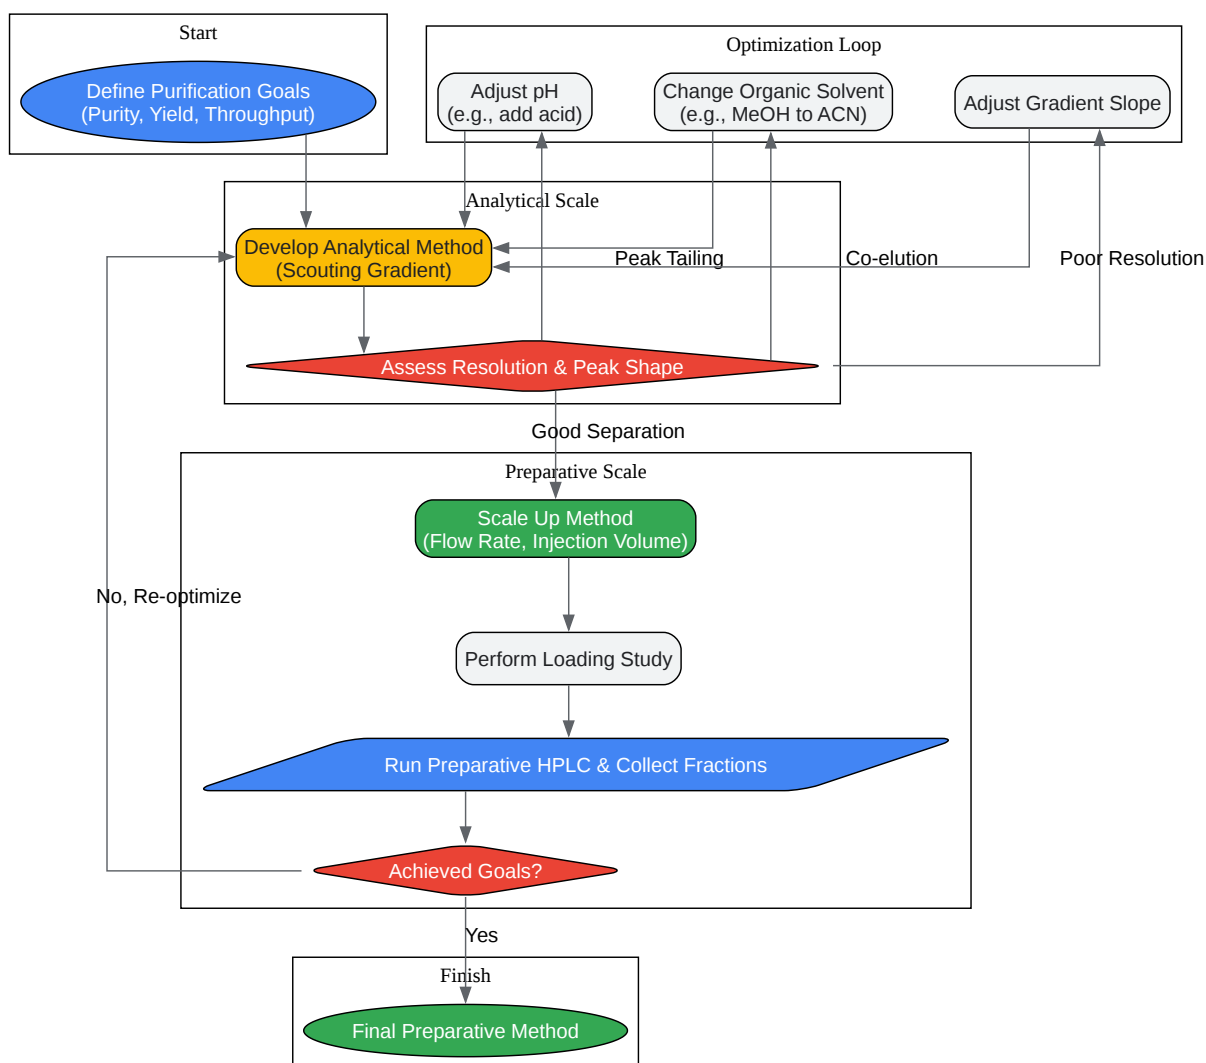 Start
Define Purification Goals
(Purity, Yield, Throughput)
Optimization Loop
Adjust pH
(e.g., add acid)
Change Organic Solvent
(e.g., MeOH to ACN)
Adjust Gradient Slope
Analytical Scale
Develop Analytical Method
(Scouting Gradient)
Peak Tailing
Co-elution
Poor Resolution
Assess Resolution & Peak Shape
Good Separation
Preparative Scale
Scale Up Method
(Flow Rate, Injection Volume)
No, Re-optimize
Perform Loading Study
Run Preparative HPLC & Collect Fractions
Achieved Goals?
Yes
Finish
Final Preparative Method